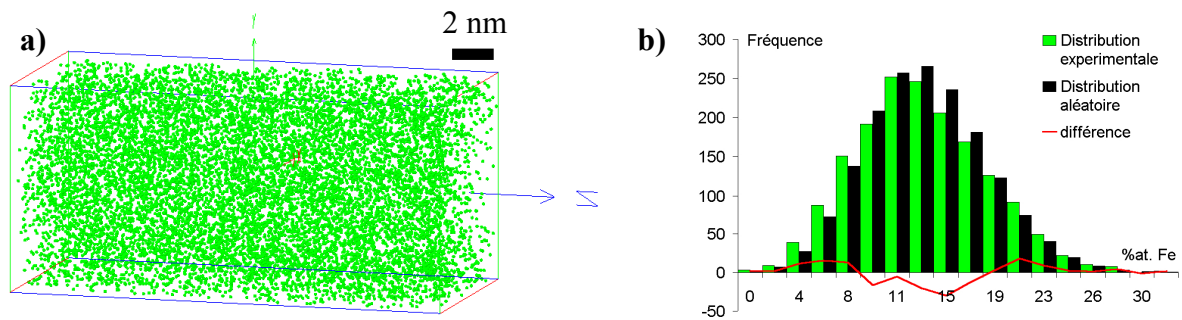 a)
2 nm
Y
X
Z
b)
Fréquence
Distribution
experimentale
Distribution
aléatoire
différence
300
250
200
150
100
50
0
-50
%at. Fe
0 4 8 11 15 19 23 26 30